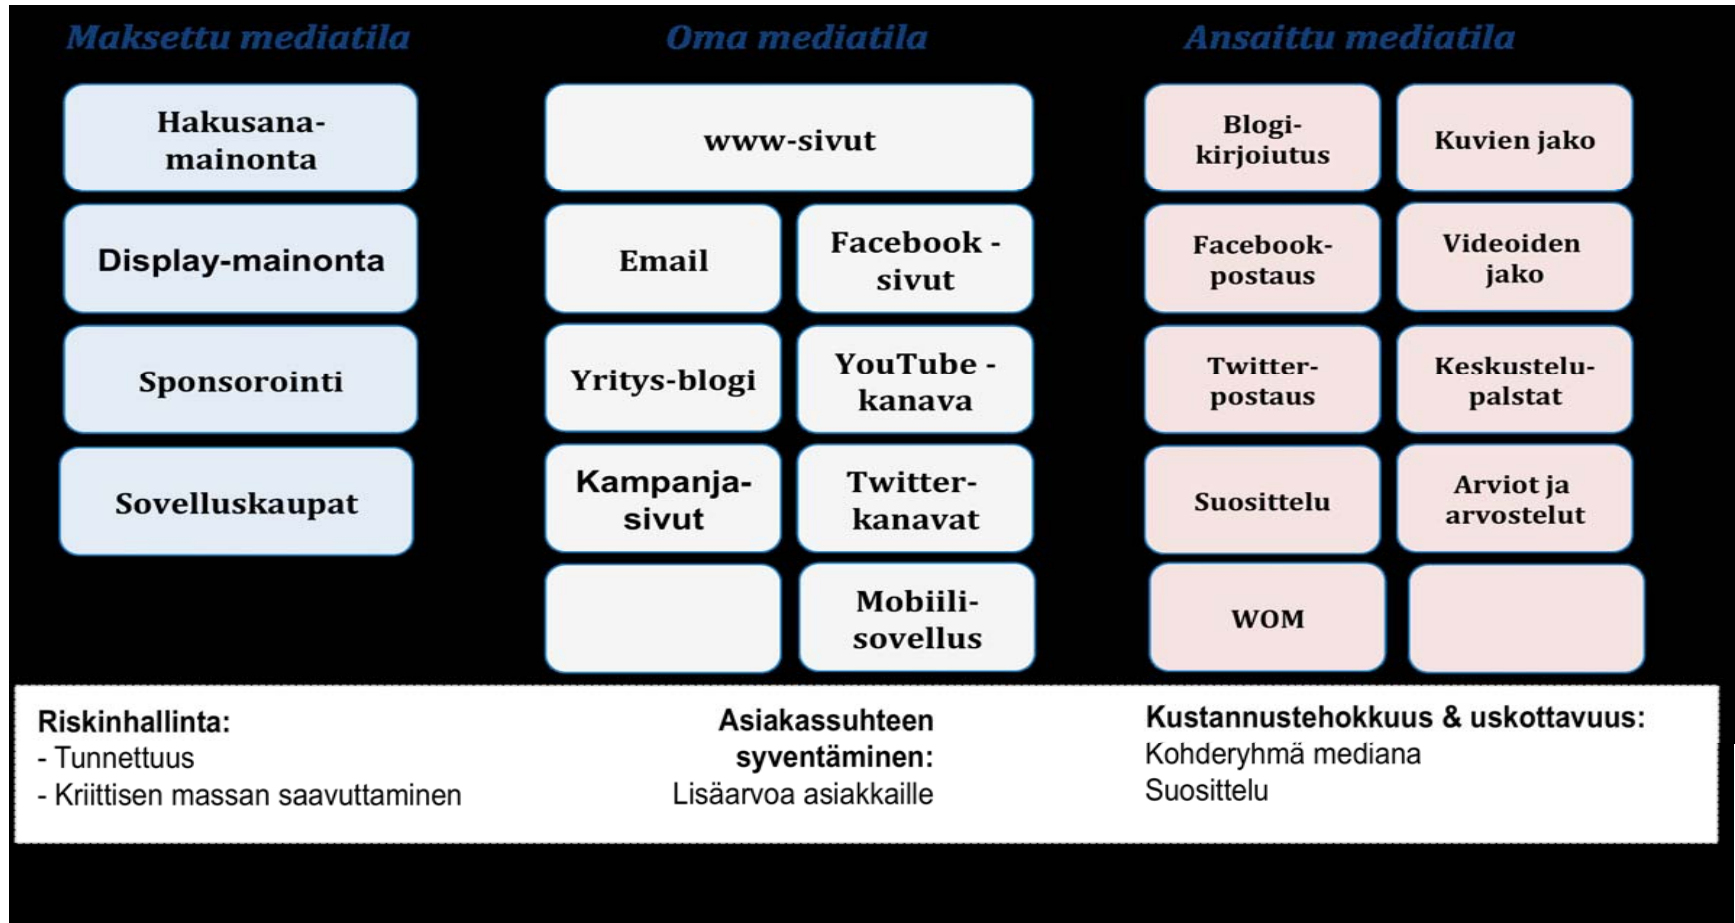 Maksettu mediatila
Hakusana-
mainonta
Display-mainonta
Sponsorointi
Sovelluskaupat
Oma mediatila
www-sivut
Email
Facebook -
sivut
Yritys-blogi
YouTube -
kanava
Kampanja-
sivut
Twitter-
kanavat
Mobiili-
sovellus
Ansaittu mediatila
Blogi-
kirjoiutus
Kuvien jako
Facebook-
postaus
Videoiden
jako
Twitter-
postaus
Keskustelu-
palstat
Suosittelu
Arviot ja
arvostelut
WOM
Riskinhallinta:
- Tunnettuus
- Kriittisen massan saavuttaminen
Asiakassuhteen
syventäminen:
Lisäarvoa asiakkaille
Kustannustehokkuus & uskottavuus:
Kohderyhmä mediana
Suosittelu